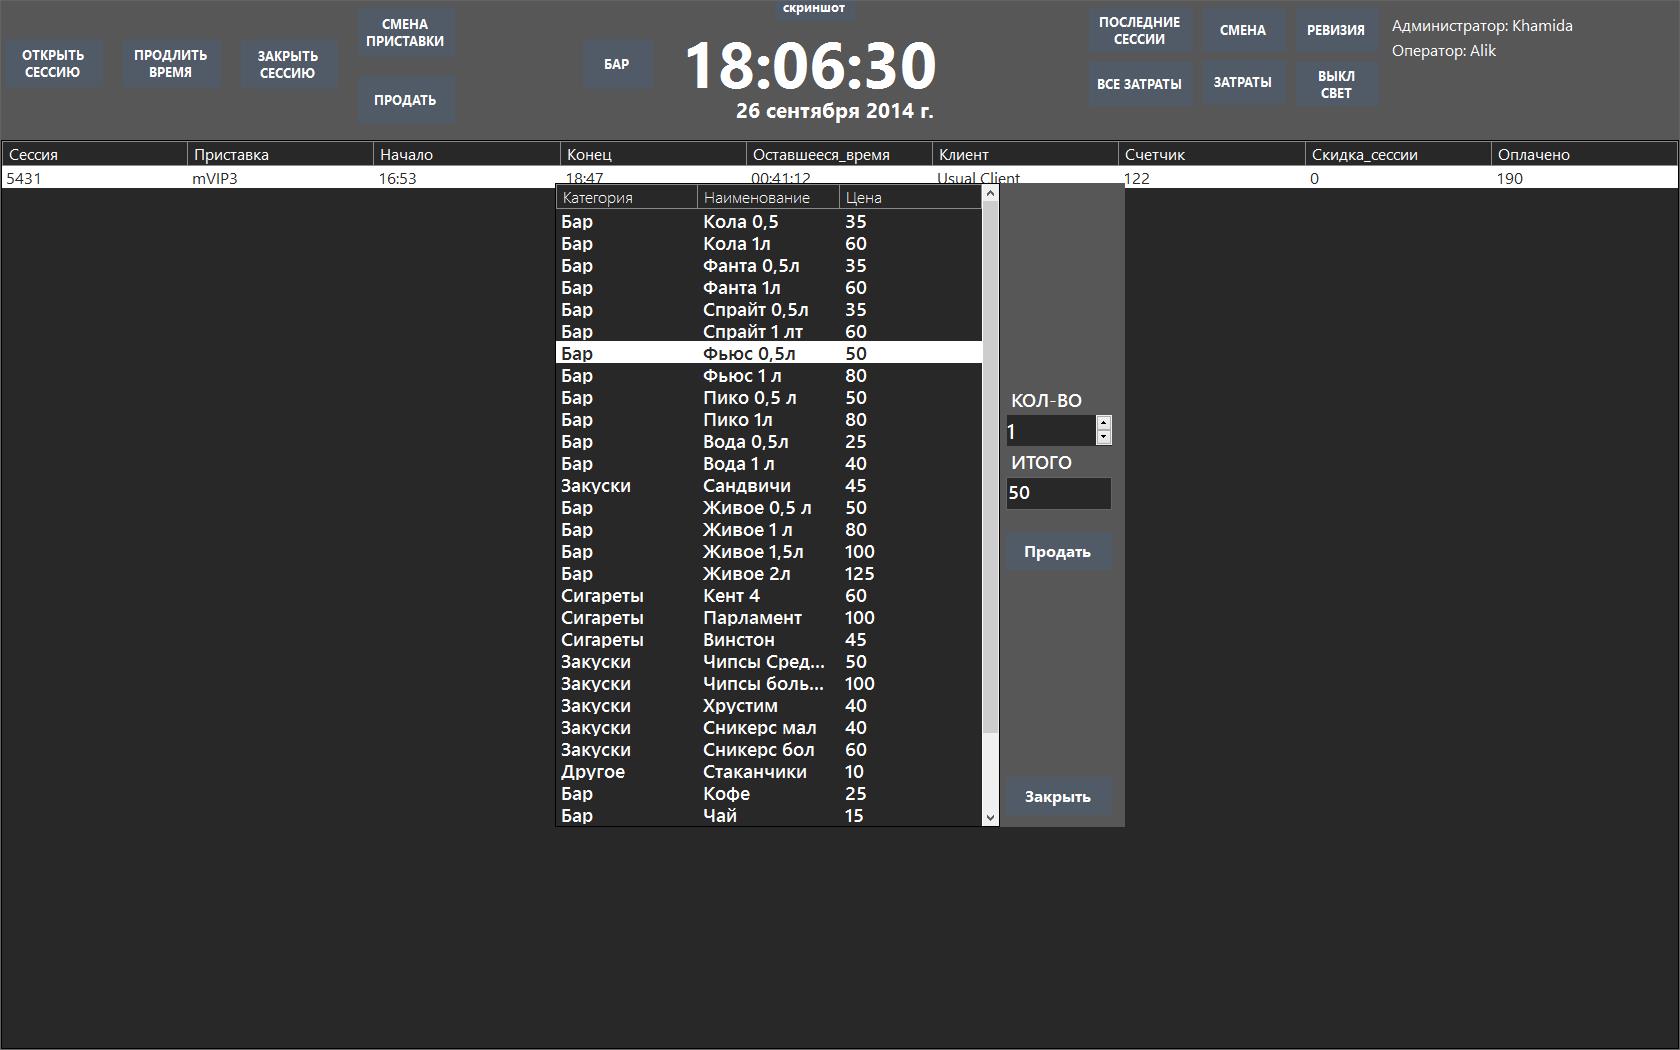 скриншот
ОТКРЫТЬ
СЕССИЮ
ПРОДЛИТЬ
ВРЕМЯ
ЗАКРЫТЬ
СЕССИЮ
СМЕНА
ПРИСТАВКИ
ПРОДАТЬ
БАР
18:06:30
26 сентября 2014 г.
ПОСЛЕДНИЕ
СЕССИИ
СМЕНА
РЕВИЗИЯ
ВСЕ ЗАТРАТЫ
ЗАТРАТЫ
ВЫКЛ
СВЕТ
Администратор: Khamida
Оператор: Alik
Сессия Приставка Начало Конец Оставшееся_время Клиент Счетчик Скидка_сессии Оплачено
5431 mVIP3 16:53 18:47 00:41:12 Usual Client 122 0 190
Категория Наименование Цена
Бар Кола 0,5 35
Бар Кола 1л 60
Бар Фанта 0,5л 35
Бар Фанта 1л 60
Бар Спрайт 0,5л 35
Бар Спрайт 1 лт 60
Бар Фьюс 0,5л 50
Бар Фьюс 1 л 80
Бар Пико 0,5 л 50
Бар Пико 1л 80
Бар Вода 0,5л 25
Бар Вода 1 л 40
Закуски Сандвичи 45
Бар Живое 0,5 л 50
Бар Живое 1 л 80
Бар Живое 1,5л 100
Бар Живое 2л 125
Сигареты Кент 4 60
Сигареты Парламент 100
Сигареты Винстон 45
Закуски Чипсы Сред... 50
Закуски Чипсы боль... 100
Закуски Хрустим 40
Закуски Сникерс мал 40
Закуски Сникерс бол 60
Другое Стаканчики 10
Бар Кофе 25
Бар Чай 15
КОЛ-ВО
1
ИТОГО
50
Продать
Закрыть